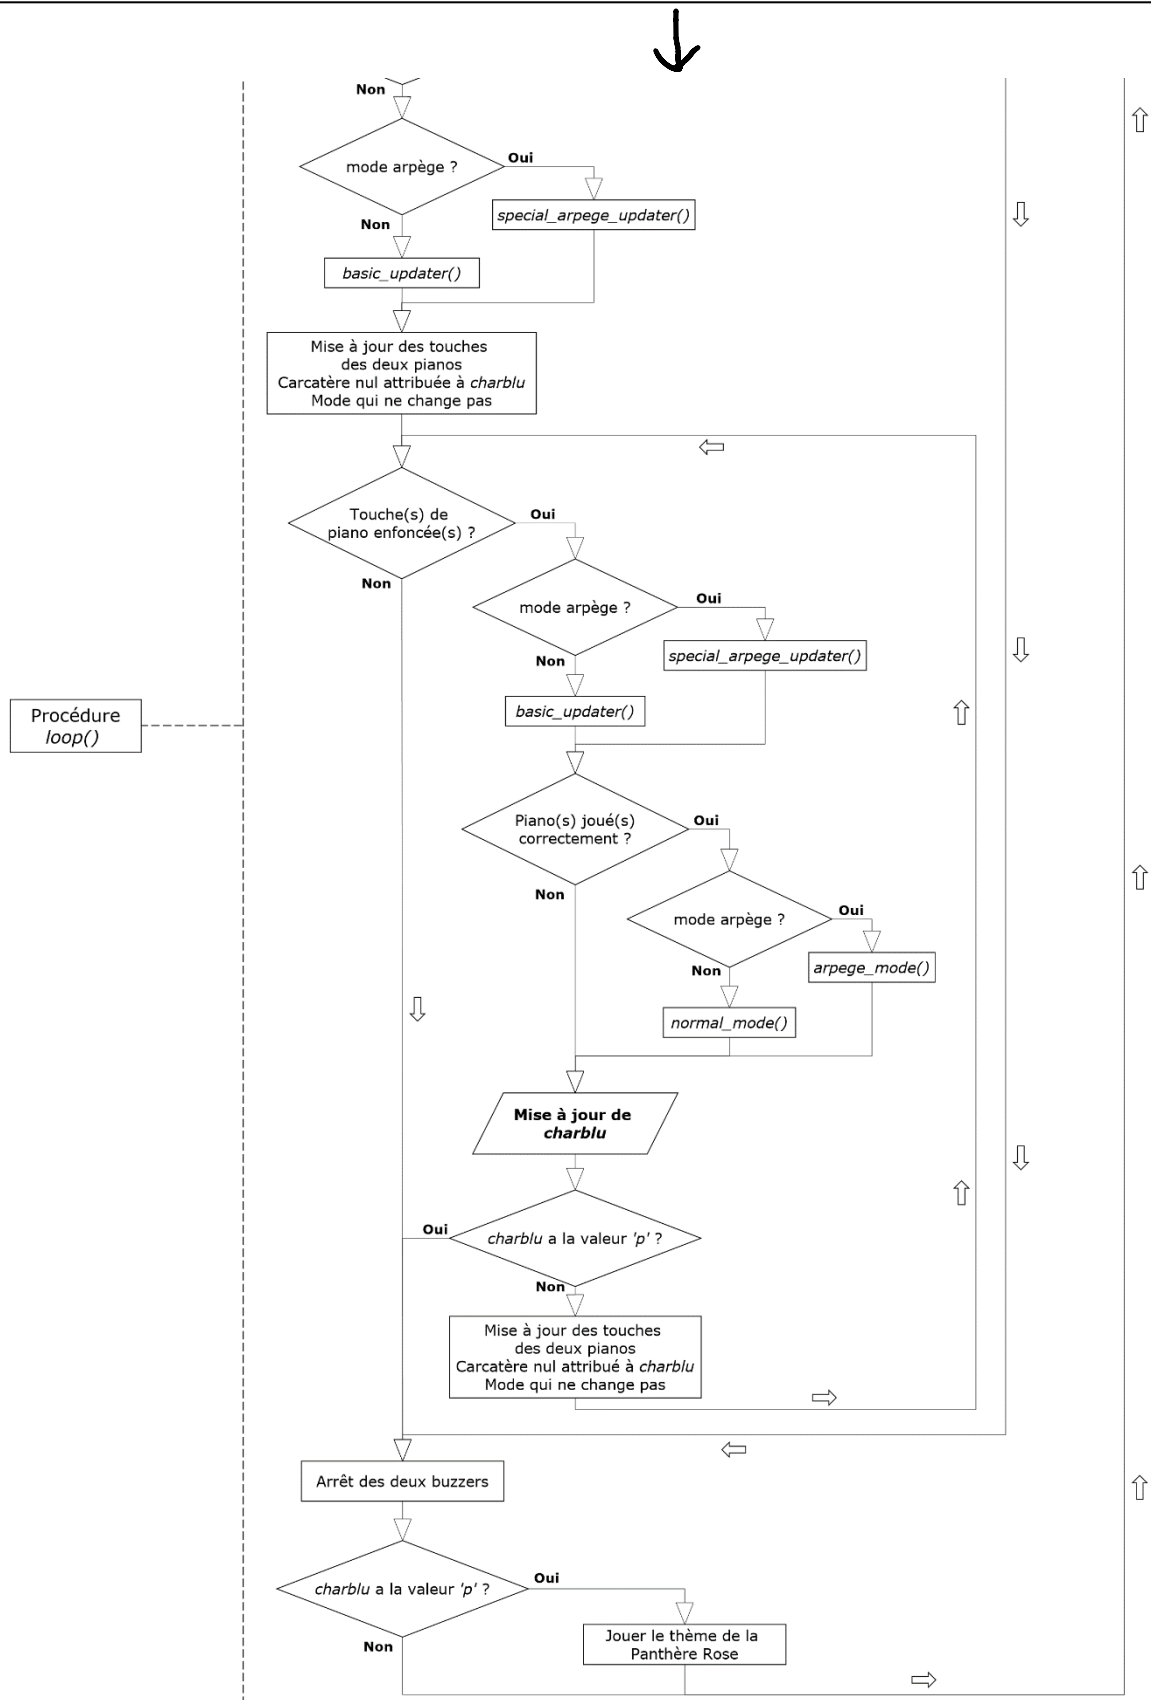 Non
mode arpège ?
Oui
special_arpege_updater()
Non
basic_updater()
Mise à jour des touches
des deux pianos
Carcatère nul attribuée à charblu
Mode qui ne change pas
Touche(s) de
piano enfoncée(s) ?
Oui
Non
mode arpège ?
Oui
special_arpege_updater()
Non
basic_updater()
Procédure
loop()
Piano(s) joué(s)
correctement ?
Oui
Non
mode arpège ?
Oui
arpege_mode()
Non
normal_mode()
Mise à jour de
charblu
Oui
charblu a la valeur 'p' ?
Non
Mise à jour des touches
des deux pianos
Carcatère nul attribué à charblu
Mode qui ne change pas
Arrêt des deux buzzers
charblu a la valeur 'p' ?
Oui
Non
Jouer le thème de la
Panthère Rose